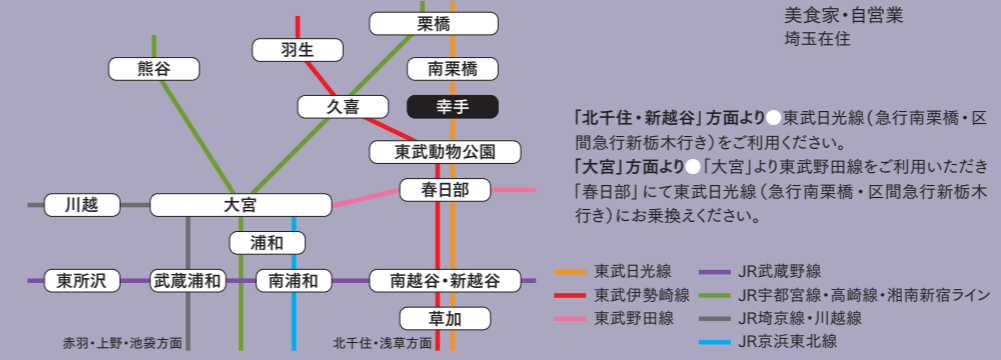 栗橋
羽生
熊谷
南栗橋
久喜
幸手
東武動物公園
春日部
川越
大宮
浦和
東所沢
武蔵浦和
南浦和
南越谷・新越谷
草加
赤羽・上野・池袋方面
北千住・浅草方面
美食家・自営業
埼玉在住
「北千住・新越谷」方面より●東武日光線(急行南栗橋・区
間急行新栃木行き)をご利用ください。
「大宮」方面より●「大宮」より東武野田線をご利用いただき
「春日部」にて東武日光線(急行南栗橋・区間急行新栃木
行き)にお乗換えください。
東武日光線
東武伊勢崎線
東武野田線
JR武蔵野線
JR宇都宮線・高崎線・湘南新宿ライン
JR埼京線・川越線
JR京浜東北線